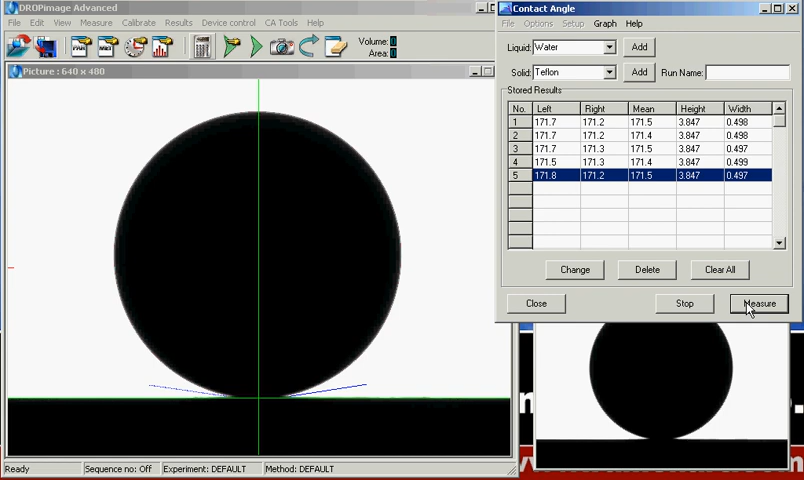 DROPimage Advanced
File Edit View Measure Calibrate Results Device control CA Tools Help
Volume: 0
Area: 0
Picture : 640 x 480
Ready Sequence no: Off Experiment: DEFAULT Method: DEFAULT
Contact Angle
File Options Setup Graph Help
Liquid: Water Add
Solid: Teflon Add Run Name:
Stored Results
No. Left Right Mean Height Width
1 171.7 171.2 171.5 3.847 0.498
2 171.7 171.2 171.4 3.847 0.498
3 171.7 171.3 171.5 3.847 0.497
4 171.5 171.3 171.4 3.847 0.499
5 171.8 171.2 171.5 3.847 0.497
Change Delete Clear All
Close Stop Measure